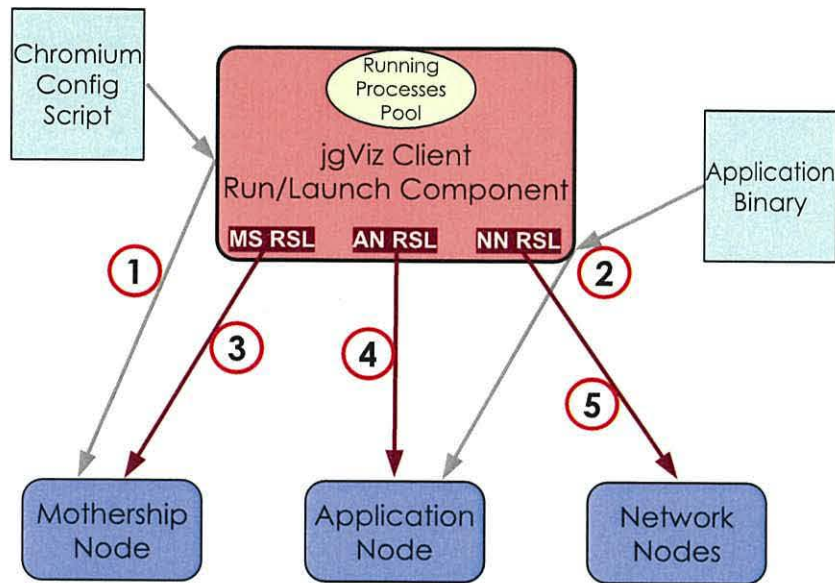 Chromium
Config
Script
Running
Processes
Pool
jgViz Client
Run/Launch Component
MS RSL
AN RSL
NN RSL
Application
Binary
1
2
3
4
5
Mothership
Node
Application
Node
Network
Nodes